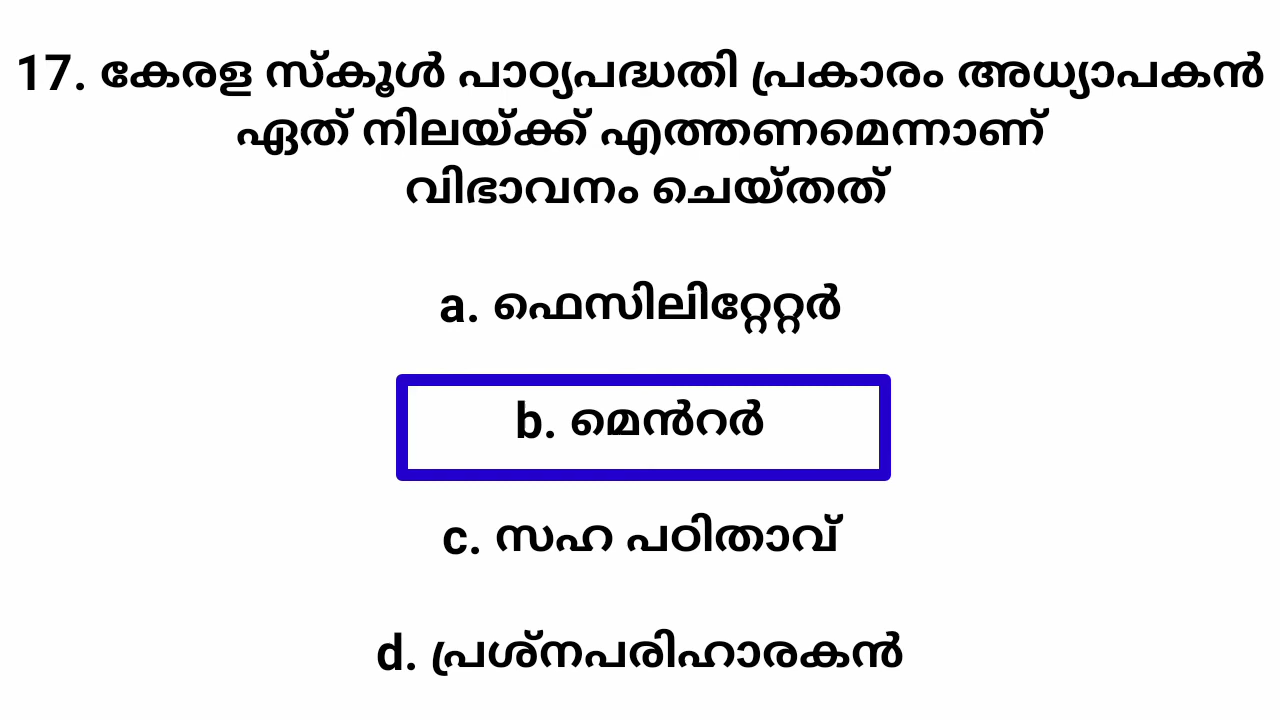 17. കേരള സ്കൂൾ പാഠ്യപദ്ധതി പ്രകാരം അധ്യാപകൻ
ഏത് നിലയ്ക്ക് എത്തണമെന്നാണ്
വിഭാവനം ചെയ്തത്
a. ഫെസിലിറ്റേറ്റർ
b. മെൻറർ
c. സഹ പഠിതാവ്
d. പ്രശ്നപരിഹാരകൻ